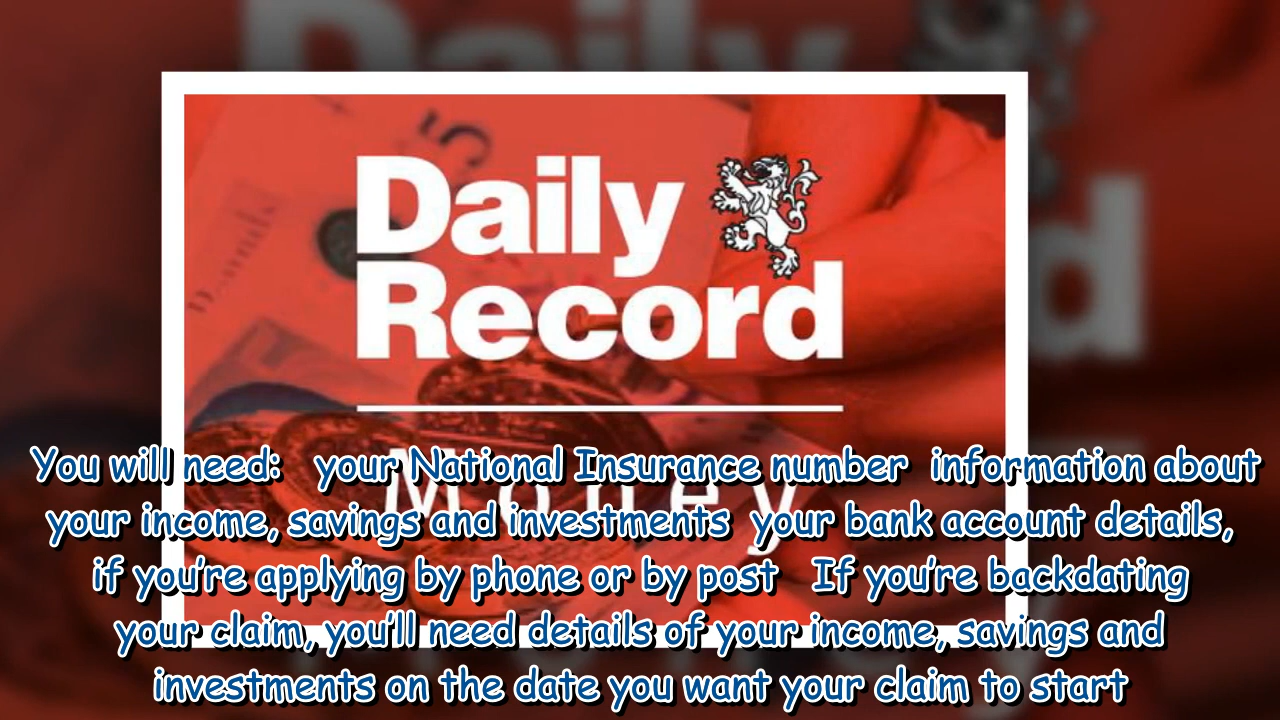 Daily
Record
Money
You will need: your National Insurance number information about
your income, savings and investments your bank account details,
if you're applying by phone or by post If you're backdating
your claim, you'll need details of your income, savings and
investments on the date you want your claim to start